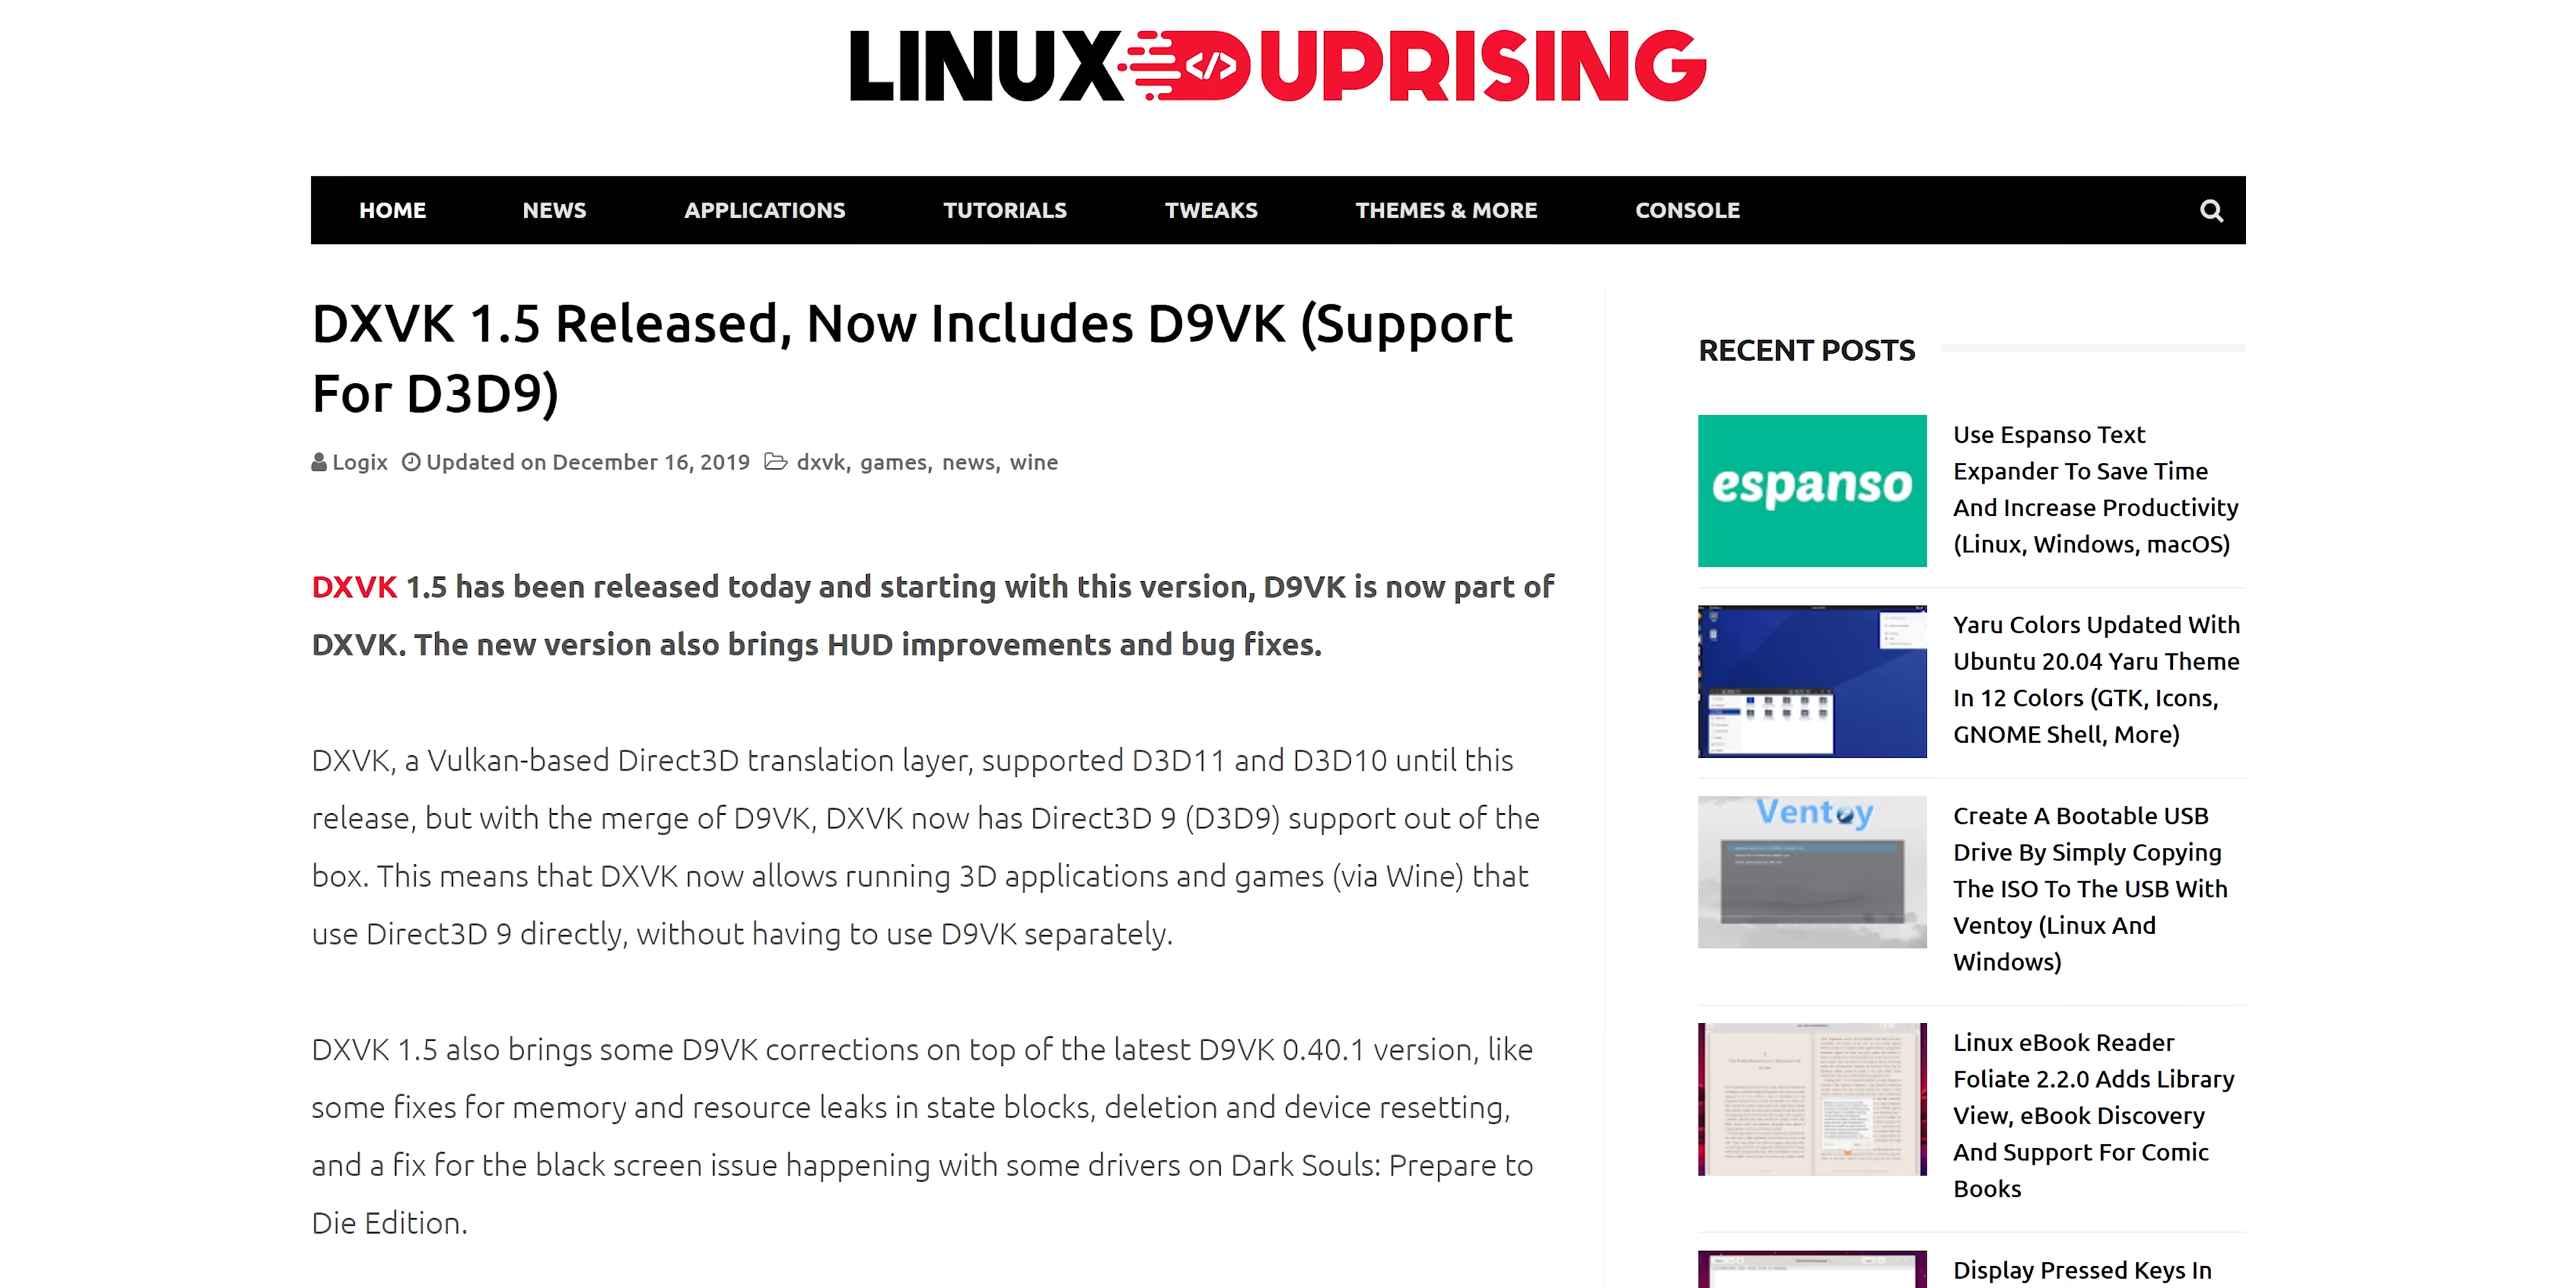 LINUX UPRISING
HOME NEWS APPLICATIONS TUTORIALS TWEAKS THEMES & MORE CONSOLE
DXVK 1.5 Released, Now Includes D9VK (Support
For D3D9)
Logix Updated on December 16, 2019 dxvk, games, news, wine
DXVK 1.5 has been released today and starting with this version, D9VK is now part of
DXVK. The new version also brings HUD improvements and bug fixes.
DXVK, a Vulkan-based Direct3D translation layer, supported D3D11 and D3D10 until this
release, but with the merge of D9VK, DXVK now has Direct3D 9 (D3D9) support out of the
box. This means that DXVK now allows running 3D applications and games (via Wine) that
use Direct3D 9 directly, without having to use D9VK separately.
DXVK 1.5 also brings some D9VK corrections on top of the latest D9VK 0.40.1 version, like
some fixes for memory and resource leaks in state blocks, deletion and device resetting,
and a fix for the black screen issue happening with some drivers on Dark Souls: Prepare to
Die Edition.
RECENT POSTS
espanso
Use Espanso Text
Expander To Save Time
And Increase Productivity
(Linux, Windows, macOS)
Yaru Colors Updated With
Ubuntu 20.04 Yaru Theme
In 12 Colors (GTK, Icons,
GNOME Shell, More)
Ventoy
Create A Bootable USB
Drive By Simply Copying
The ISO To The USB With
Ventoy (Linux And
Windows)
Linux eBook Reader
Foliate 2.2.0 Adds Library
View, eBook Discovery
And Support For Comic
Books
Display Pressed Keys In